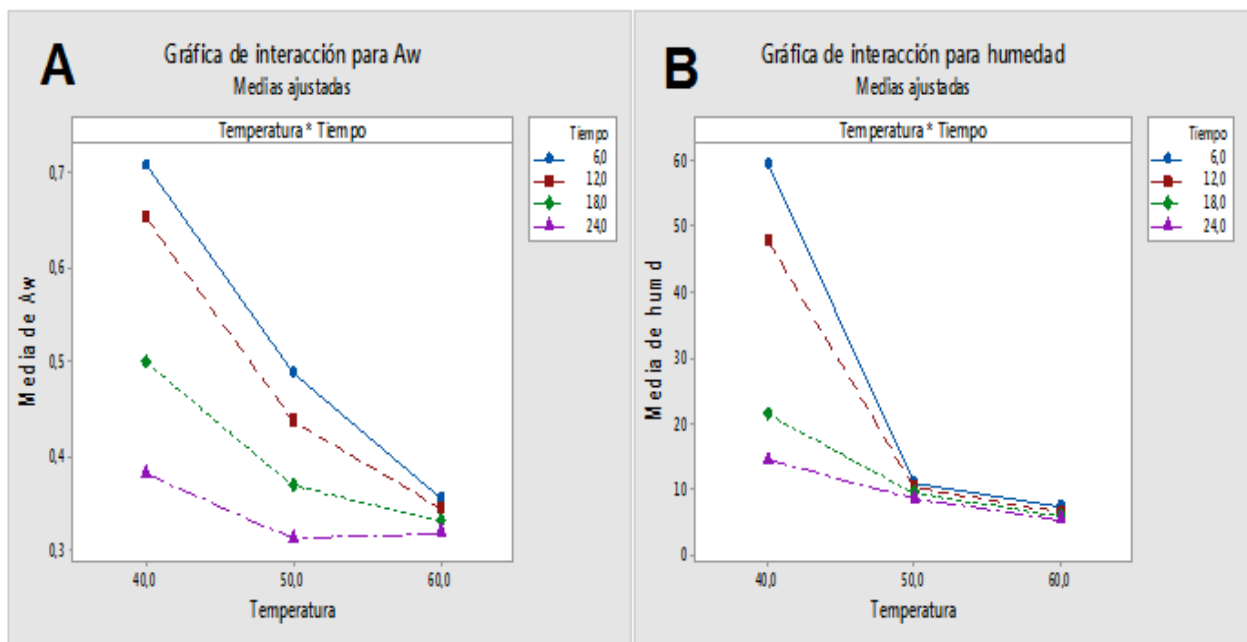 A
Gráfica de interacción para Aw
Medias ajustadas
Temperatura * Tiempo
Tiempo
6,0
12,0
18,0
24,0
0,7
0,6
0,5
0,4
0,3
Media de Aw
40,0 50,0 60,0
Temperatura
B
Gráfica de interacción para humedad
Medias ajustadas
Temperatura * Tiempo
Tiempo
6,0
12,0
18,0
24,0
60
50
40
30
20
10
0
Media de humd
40,0 50,0 60,0
Temperatura